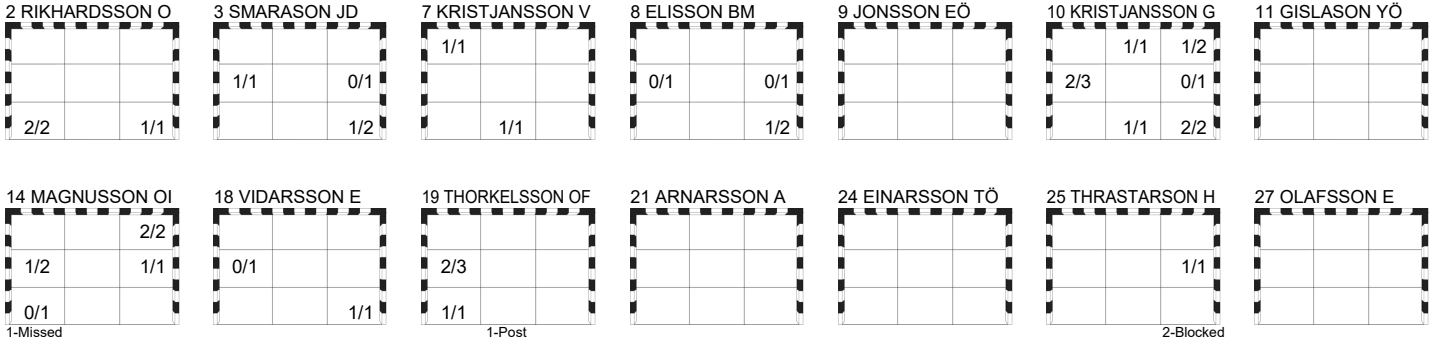 2 RIKHARDSSON O 3 SMARASON JD 7 KRISTJANSSON V 8 ELISSON BM 9 JONSSON EÖ 10 KRISTJANSSON G 11 GISLASON YÖ
1/1 1/1 1/2
1/1 0/1 0/1 0/1 2/3 0/1
2/2 1/1 1/2 1/1 1/2 1/1 2/2
14 MAGNUSSON OI 18 VIDARSSON E 19 THORKELSSON OF 21 ARNARSSON A 24 EINARSSON TÖ 25 THRASTARSON H 27 OLAFSSON E
2/2
1/2 1/1 0/1 2/3 1/1
0/1 1/1 1/1
1-Missed 1-Post 2-Blocked